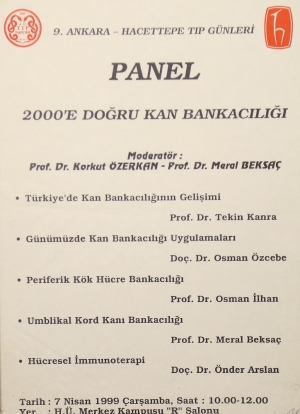 9. ANKARA – HACETTEPE TIP GÜNLERİ
PANEL
2000'E DOĞRU KAN BANKACILIĞI
Moderatör :
Prof. Dr. Korkut ÖZERKAN - Prof. Dr. Meral BEKSAÇ
• Türkiye'de Kan Bankacılığının Gelişimi
Prof. Dr. Tekin Kanra
• Günümüzde Kan Bankacılığı Uygulamaları
Doç. Dr. Osman Özcebe
• Periferik Kök Hücre Bankacılığı
Prof. Dr. Osman İlhan
• Umblikal Kord Kanı Bankacılığı
Prof. Dr. Meral Beksaç
• Hücresel İmmunoterapi
Doç. Dr. Önder Arslan
Tarih : 7 Nisan 1999 Çarşamba, Saat : 10.00-12.00
Yer : H.Ü. Merkez Kampusu "R" Salonu